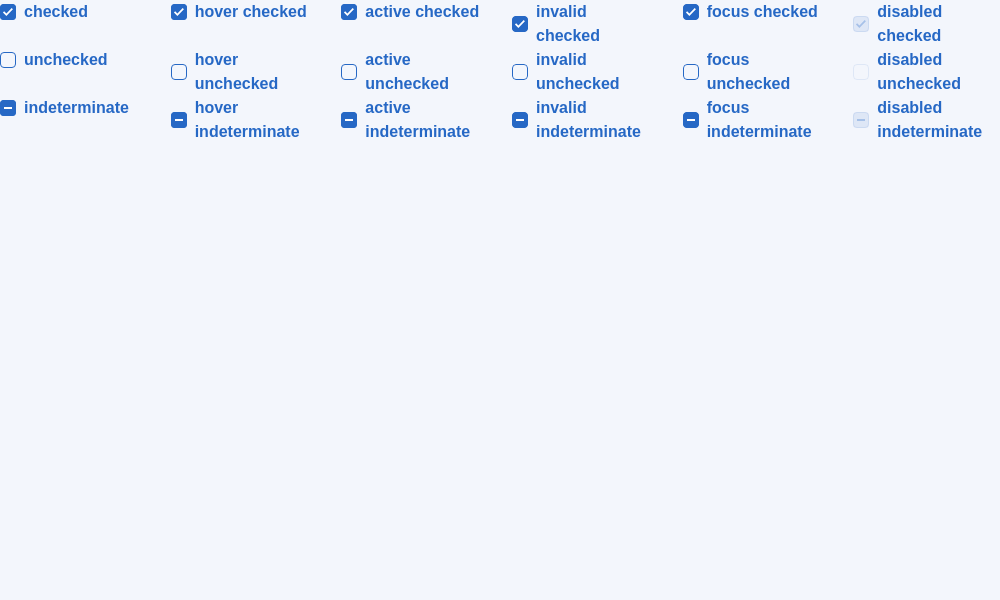 checked
hover checked
active checked
invalid
checked
focus checked
disabled
checked
unchecked
hover
unchecked
active
unchecked
invalid
unchecked
focus
unchecked
disabled
unchecked
indeterminate
hover
indeterminate
active
indeterminate
invalid
indeterminate
focus
indeterminate
disabled
indeterminate